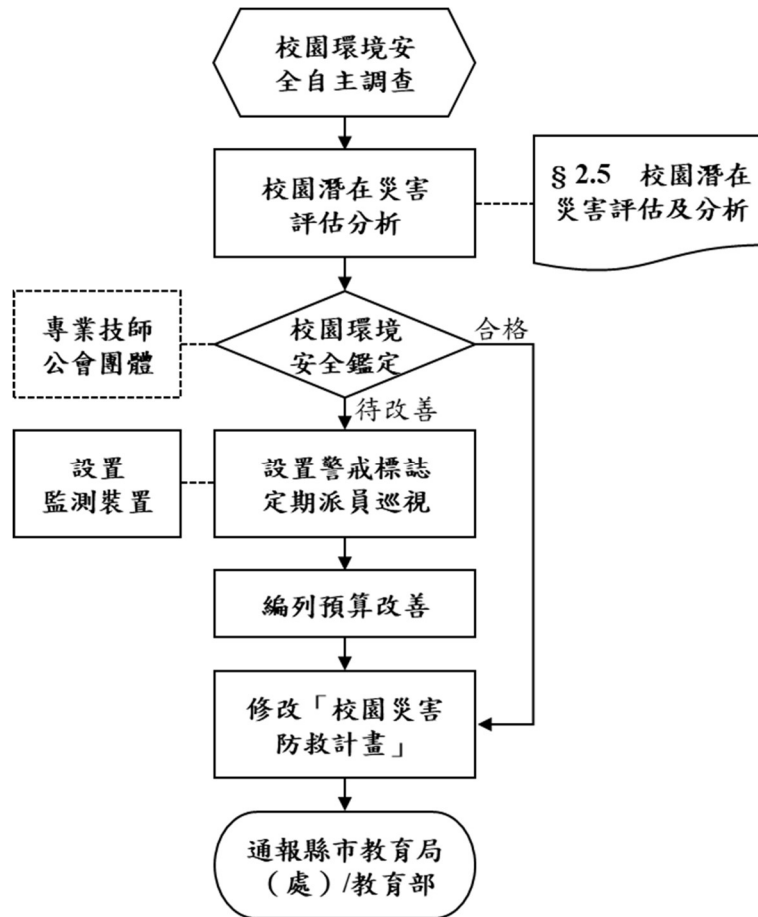 校園環境安
全自主調查
校園潛在災害
評估分析
§ 2.5 校園潛在
災害評估及分析
專業技師
公會團體
校園環境
安全鑑定
合格
待改善
設置
監測裝置
設置警戒標誌
定期派員巡視
編列預算改善
修改「校園災害
防救計畫」
通報縣市教育局
（處）/教育部